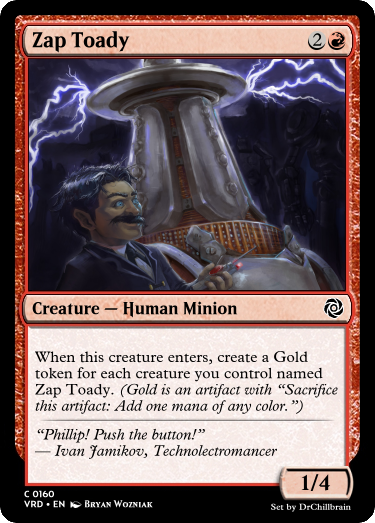 Zap Toady 2
Creature — Human Minion
When this creature enters, create a Gold
token for each creature you control named
Zap Toady. (Gold is an artifact with “Sacrifice
this artifact: Add one mana of any color.”)
“Phillip! Push the button!”
— Ivan Jamikov, Technolectromancer
1/4
C 0160
VRD • EN Bryan Wozniak
Set by DrChillbrain